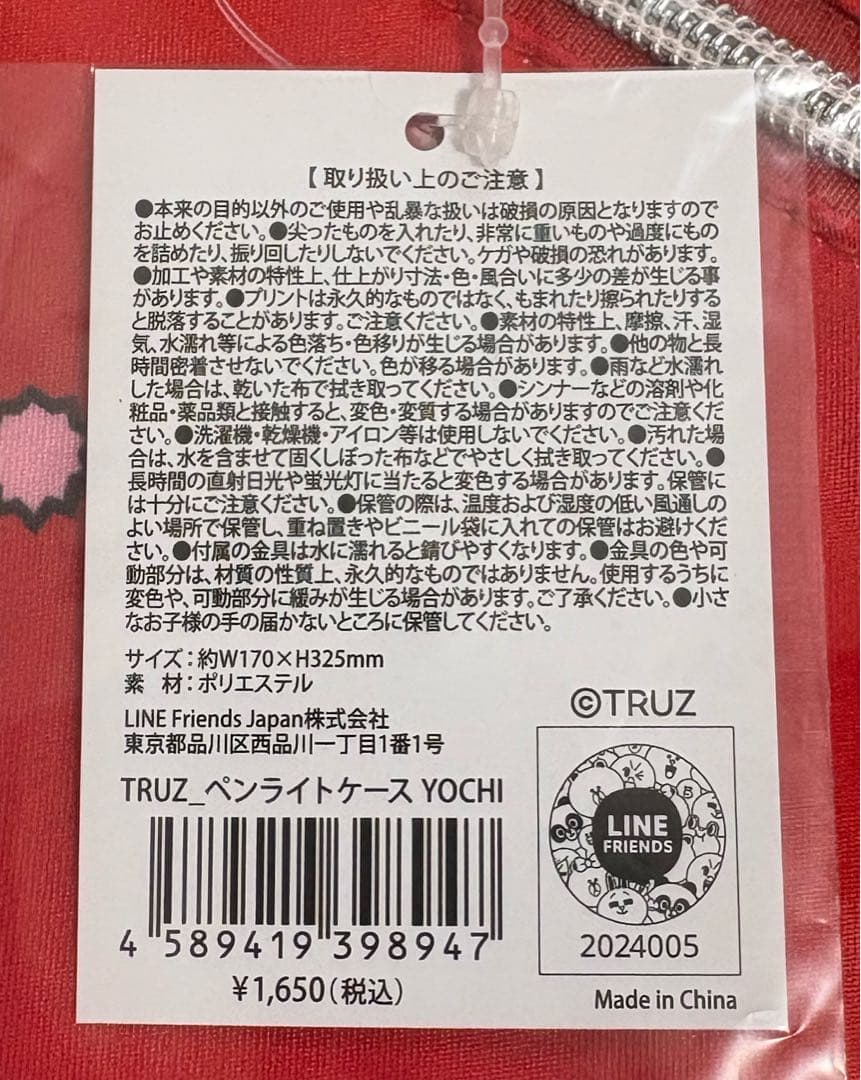 【取り扱い上のご注意】
●本来の目的以外のご使用や乱暴な扱いは破損の原因となりますので
お止めください。●尖ったものを入れたり、非常に重いものや過度にもの
を詰めたり、振り回したりしないでください。ケガや破損の恐れがあります。
●加工や素材の特性上、仕上がり寸法・色・風合いに多少の差が生じる事
があります。●プリントは永久的なものではなく、もまれたり擦られたりする
と脱落することがあります。ご注意ください。●素材の特性上、摩擦、汗、湿
気、水濡れ等による色落ち・色移りが生じる場合があります。●他の物と長
時間密着させないでください。色が移る場合があります。●雨など水濡れ
した場合は、乾いた布で拭き取ってください。●シンナーなどの溶剤や化
粧品・薬品類と接触すると、変色・変質する場合がありますのでご注意くだ
さい。●洗濯機・乾燥機・アイロン等は使用しないでください。●汚れた場
合は、水を含ませて固くしぼった布などでやさしく拭き取ってください。●
長時間の直射日光や蛍光灯に当たると変色する場合があります。保管に
は十分にご注意ください。●保管の際は、温度および湿度の低い風通しの
よい場所で保管し、重ね置きやビニール袋に入れての保管はお避けくだ
さい。●付属の金具は水に濡れると錆びやすくなります。●金具の色や可
動部分は、材質の性質上、永久的なものではありません。使用するうちに
変色や、可動部分に緩みが生じる場合があります。ご了承ください。●小さ
なお子様の手の届かないところに保管してください。
サイズ：約W170×H325mm
素　材：ポリエステル
LINE Friends Japan株式会社
東京都品川区西品川一丁目1番1号
©TRUZ
TRUZ_ペンライトケース YOCHI
LINE
FRIENDS
4 589419 398947
2024005
¥1,650（税込）
Made in China